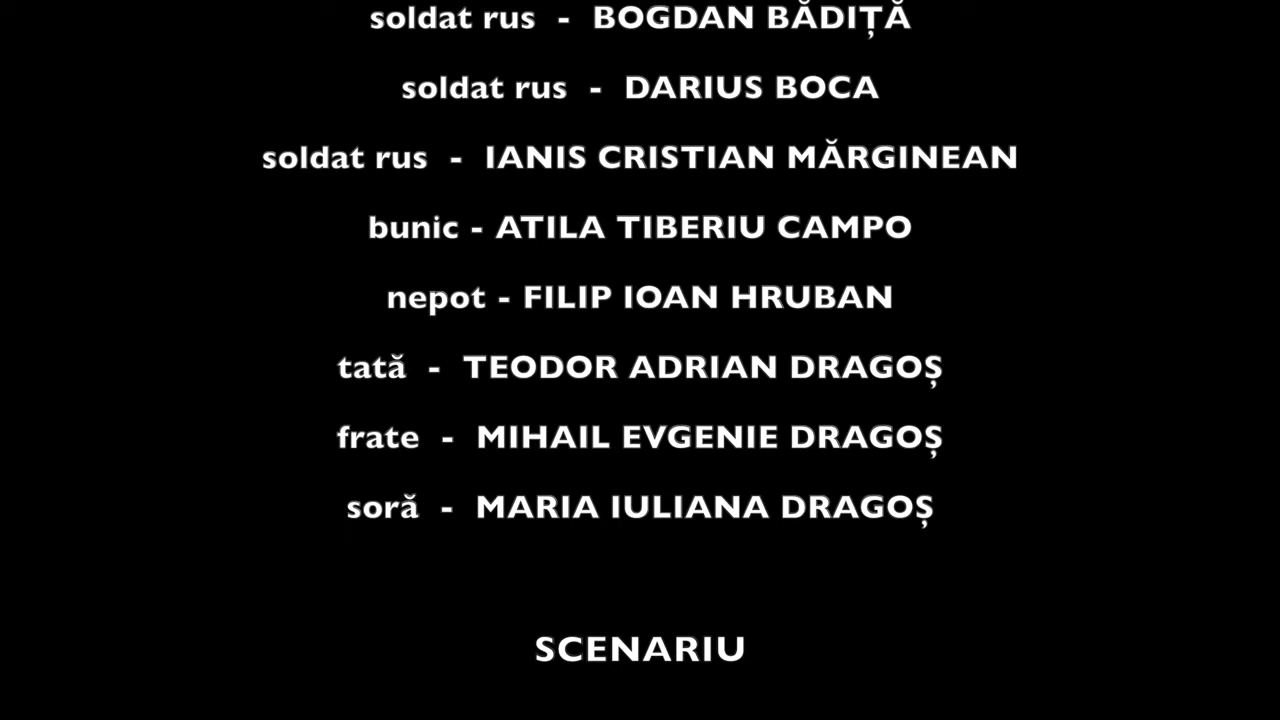 soldat rus - BOGDAN BĂDIȚĂ
soldat rus - DARIUS BOCA
soldat rus - IANIS CRISTIAN MĂRGINEAN
bunic - ATILA TIBERIU CAMPO
nepot - FILIP IOAN HRUBAN
tată - TEODOR ADRIAN DRAGOȘ
frate - MIHAIL EVGENIE DRAGOȘ
soră - MARIA IULIANA DRAGOȘ
SCENARIU